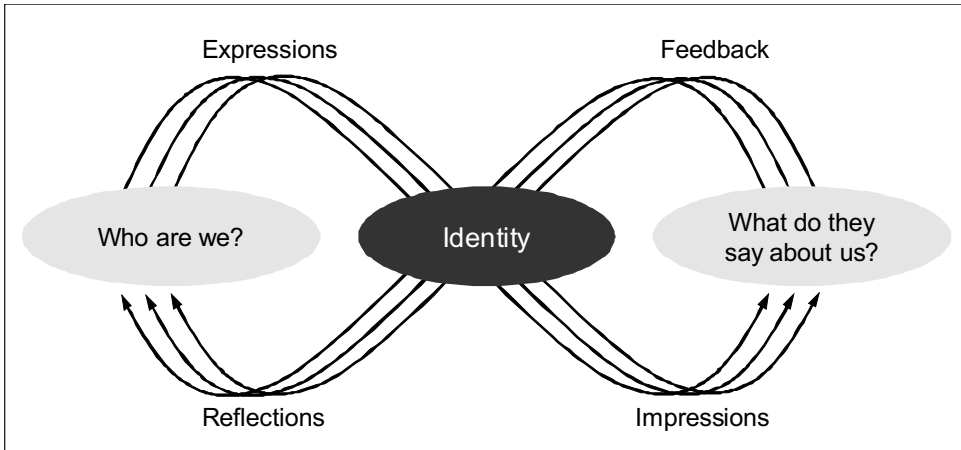 Expressions
Feedback
Who are we?
Identity
What do they
say about us?
Reflections
Impressions